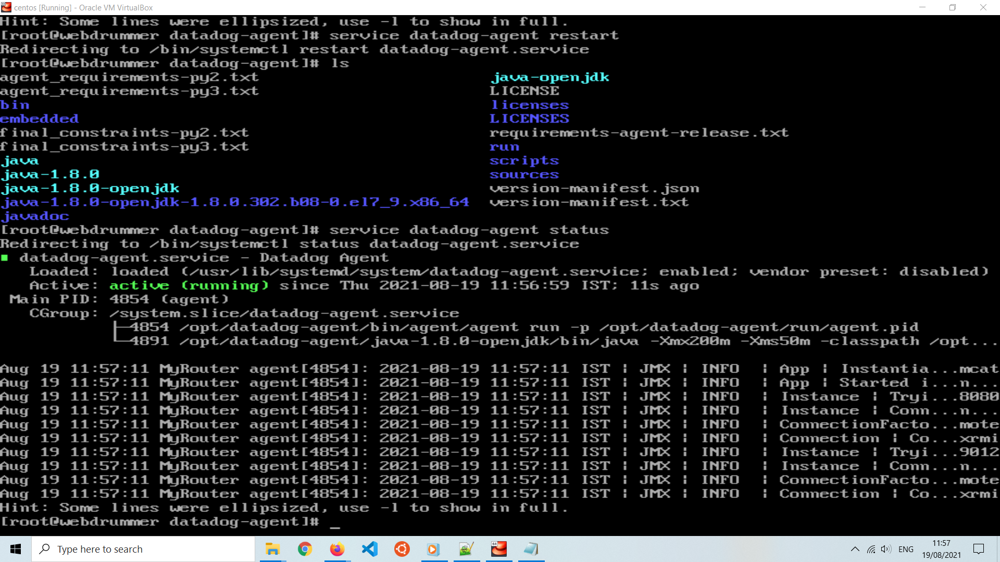 centos [Running] - Oracle VM VirtualBox
Hint: Some lines were ellipsized, use -l to show in full.
[root@webdrummer datadog-agent]# service datadog-agent restart
Redirecting to /bin/systemctl restart datadog-agent.service
[root@webdrummer datadog-agent]# ls
agent_requirements-py2.txt java-openjdk
agent_requirements-py3.txt LICENSE
bin licenses
embedded LICENSES
final_constraints-py2.txt requirements-agent-release.txt
final_constraints-py3.txt run
java scripts
java-1.8.0 sources
java-1.8.0-openjdk version-manifest.json
java-1.8.0-openjdk-1.8.0.302.b08-0.el7_9.x86_64 version-manifest.txt
javadoc
[root@webdrummer datadog-agent]# service datadog-agent status
Redirecting to /bin/systemctl status datadog-agent.service
■ datadog-agent.service - Datadog Agent
Loaded: loaded (/usr/lib/systemd/system/datadog-agent.service; enabled; vendor preset: disabled)
Active: active (running) since Thu 2021-08-19 11:56:59 IST; 11s ago
Main PID: 4854 (agent)
CGroup: /system.slice/datadog-agent.service
├─4854 /opt/datadog-agent/bin/agent/agent run -p /opt/datadog-agent/run/agent.pid
└─4891 /opt/datadog-agent/java-1.8.0-openjdk/bin/java -Xmx200m -Xms50m -classpath /opt...
Aug 19 11:57:11 MyRouter agent[4854]: 2021-08-19 11:57:11 IST | JMX | INFO | App | Instantia...mcat
Aug 19 11:57:11 MyRouter agent[4854]: 2021-08-19 11:57:11 IST | JMX | INFO | App | Started i...n...
Aug 19 11:57:11 MyRouter agent[4854]: 2021-08-19 11:57:11 IST | JMX | INFO | Instance | Tryi...8080
Aug 19 11:57:11 MyRouter agent[4854]: 2021-08-19 11:57:11 IST | JMX | INFO | Instance | Conn...n...
Aug 19 11:57:11 MyRouter agent[4854]: 2021-08-19 11:57:11 IST | JMX | INFO | ConnectionFacto...mote
Aug 19 11:57:11 MyRouter agent[4854]: 2021-08-19 11:57:11 IST | JMX | INFO | Connection | Co...xrmi
Aug 19 11:57:11 MyRouter agent[4854]: 2021-08-19 11:57:11 IST | JMX | INFO | Instance | Tryi...9012
Aug 19 11:57:11 MyRouter agent[4854]: 2021-08-19 11:57:11 IST | JMX | INFO | Instance | Conn...n...
Aug 19 11:57:11 MyRouter agent[4854]: 2021-08-19 11:57:11 IST | JMX | INFO | ConnectionFacto...mote
Aug 19 11:57:11 MyRouter agent[4854]: 2021-08-19 11:57:11 IST | JMX | INFO | Connection | Co...xrmi
Hint: Some lines were ellipsized, use -l to show in full.
[root@webdrummer datadog-agent]# _
Type here to search
64
ENG
11:57
19/08/2021